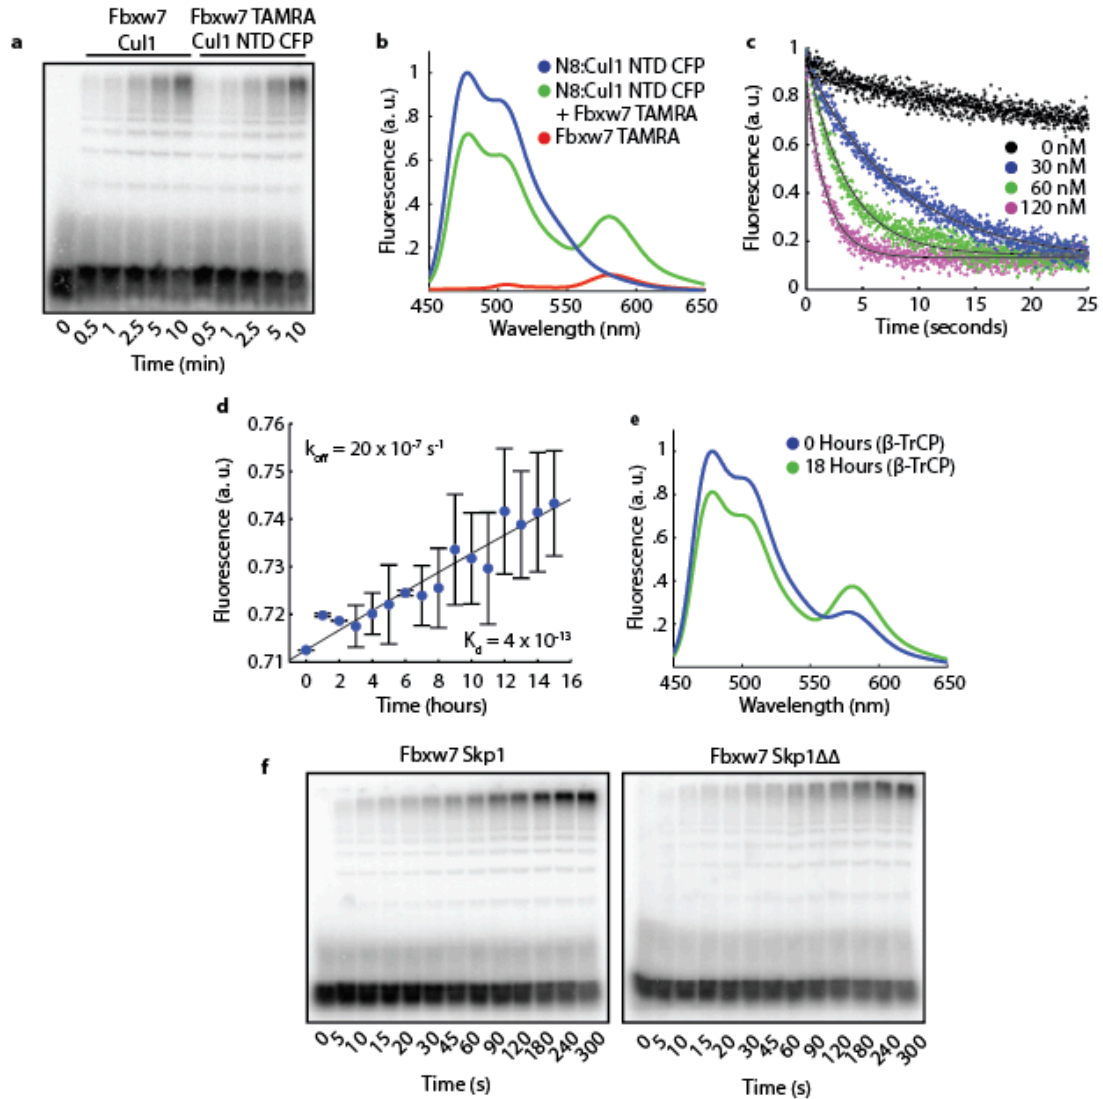 a
Fbxw7
Cul1
Fbxw7 TAMRA
Cul1 NTD CFP
0 0.5 1 2.5 5 10 0.5 1 2.5 5 10
Time (min)
b
N8:Cul1 NTD CFP
N8:Cul1 NTD CFP
+ Fbxw7 TAMRA
Fbxw7 TAMRA
Fluorescence (a. u.)
1
.8
.6
.4
.2
450 500 550 600 650
Wavelength (nm)
c
Fluorescence (a. u.)
1
0.8
0.6
0.4
0.2
0
0 nM
30 nM
60 nM
120 nM
0 5 10 15 20 25
Time (seconds)
d
Fluorescence (a. u.)
0.76
0.75
0.74
0.73
0.72
0.71
koff = 20 x 10-7 s-1
Kd = 4 x 10-13
0 2 4 6 8 10 12 14 16
Time (hours)
e
0 Hours (β-TrCP)
18 Hours (β-TrCP)
Fluorescence (a. u.)
1
.8
.6
.4
.2
450 500 550 600 650
Wavelength (nm)
f
Fbxw7 Skp1
0 5 10 15 20 30 45 60 90 120 180 240 300
Time (s)
Fbxw7 Skp1ΔΔ
0 5 10 15 20 30 45 60 90 120 180 240 300
Time (s)